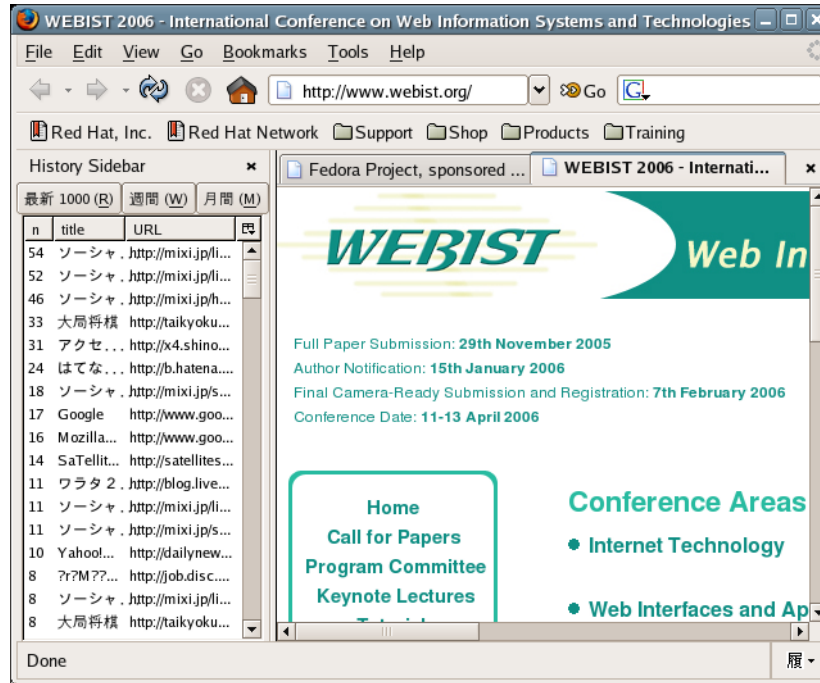 WEBIST 2006 - International Conference on Web Information Systems and Technologies
File Edit View Go Bookmarks Tools Help
http://www.webist.org/ Go G
Red Hat, Inc. Red Hat Network Support Shop Products Training
History Sidebar
Fedora Project, sponsored ... WEBIST 2006 - Internati...
最新 1000 (R) 週間 (W) 月間 (M)
n title URL
54 ソーシャ. http://mixi.jp/li...
52 ソーシャ. http://mixi.jp/li...
46 ソーシャ. http://mixi.jp/h...
33 大局将棋 http://taikyoku...
31 アクセ... http://x4.shino...
24 はてな... http://b.hatena....
18 ソーシャ. http://mixi.jp/s...
17 Google http://www.goo...
16 Mozilla... http://www.goo...
14 SaTellit... http://satellites...
11 ワラタ２. http://blog.live...
11 ソーシャ. http://mixi.jp/li...
11 ソーシャ. http://mixi.jp/s...
10 Yahoo!... http://dailynew...
8 ?r?M??... http://job.disc....
8 ソーシャ. http://mixi.jp/li...
8 大局将棋 http://taikyoku...
WEBIST
Web In
Full Paper Submission: 29th November 2005
Author Notification: 15th January 2006
Final Camera-Ready Submission and Registration: 7th February 2006
Conference Date: 11-13 April 2006
Home
Call for Papers
Program Committee
Keynote Lectures
Conference Areas
Internet Technology
Web Interfaces and Ap
Done
履